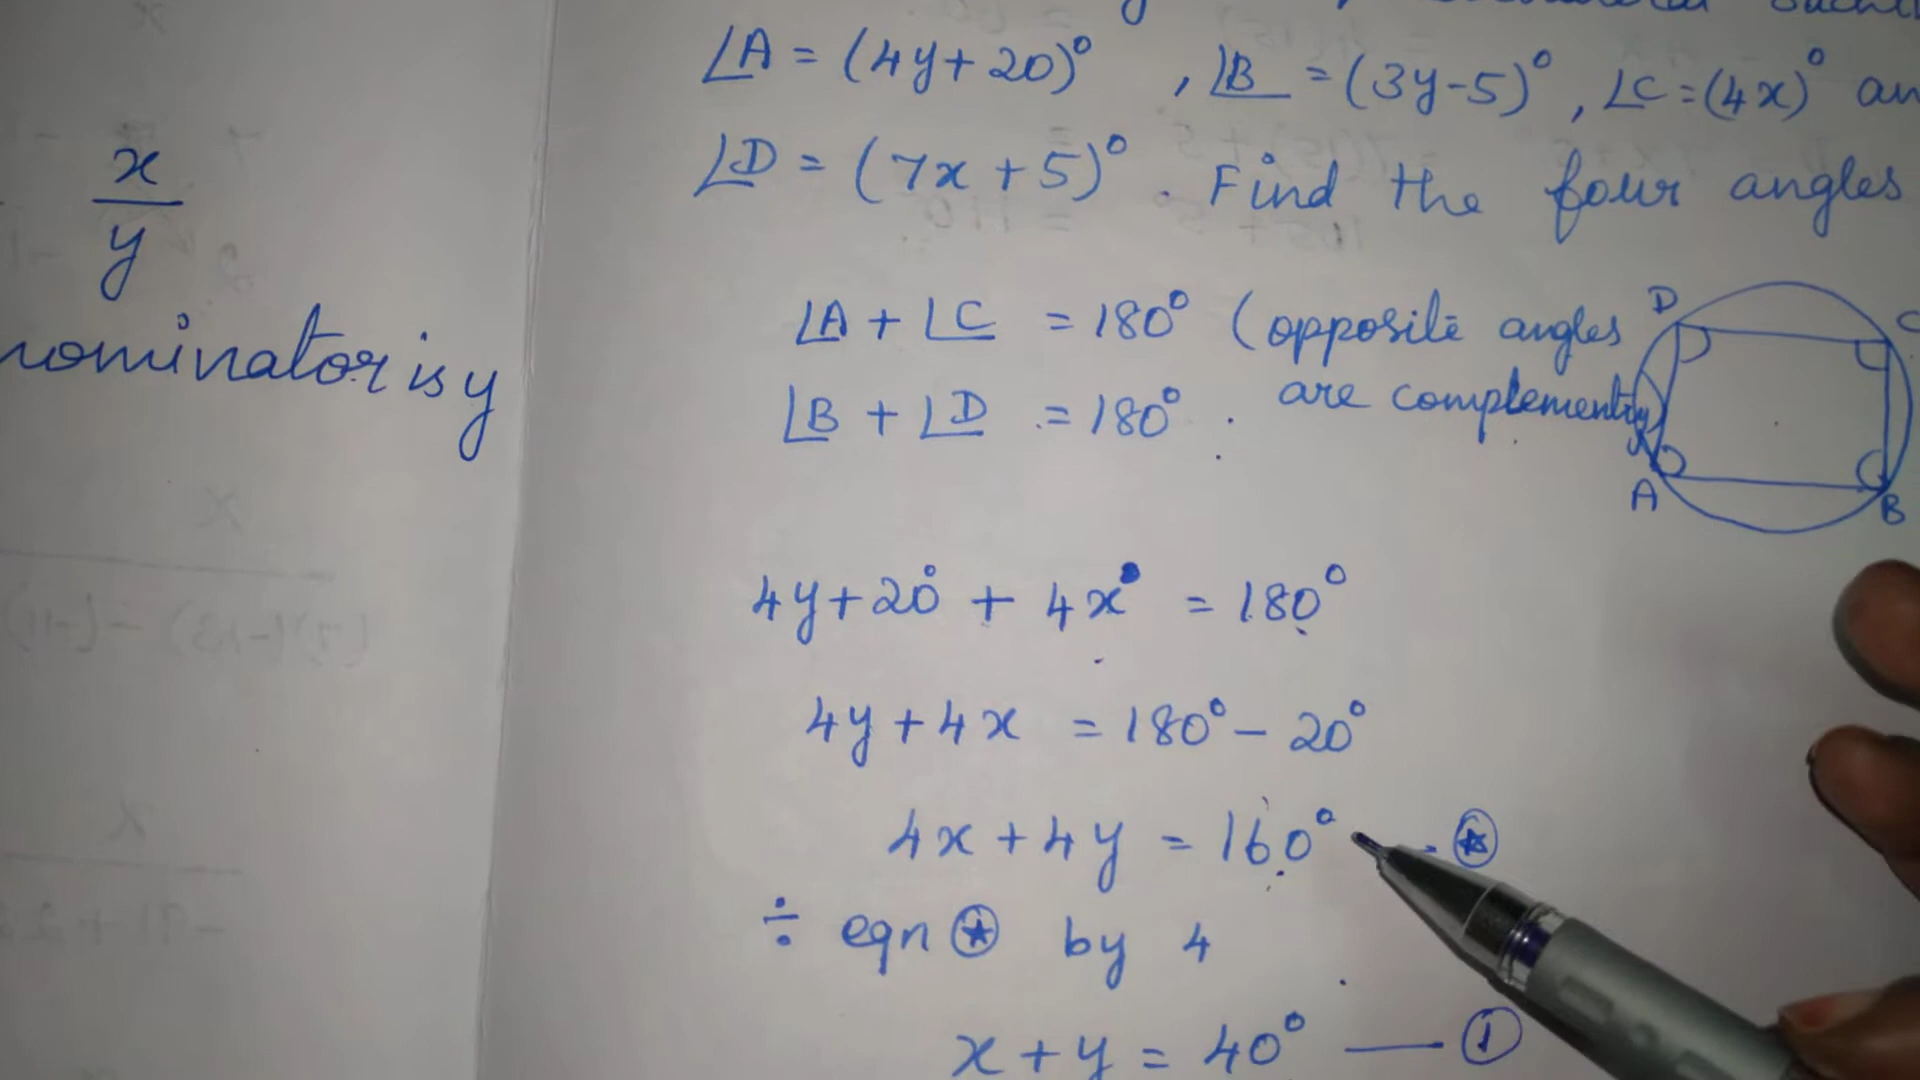 ∠A = (4y+20)° , ∠B = (3y-5)° , ∠C = (4x)° an
∠D = (7x+5)° . Find the four angles
x/y
nominator is y
∠A + ∠C = 180° (opposite angles
∠B + ∠D = 180° . are complementry)
D C
A B
4y+20° + 4x° = 180°
4y+4x = 180° - 20°
4x+4y = 160° - ⍟
÷ eqn ⍟ by 4
x+y = 40° — ①